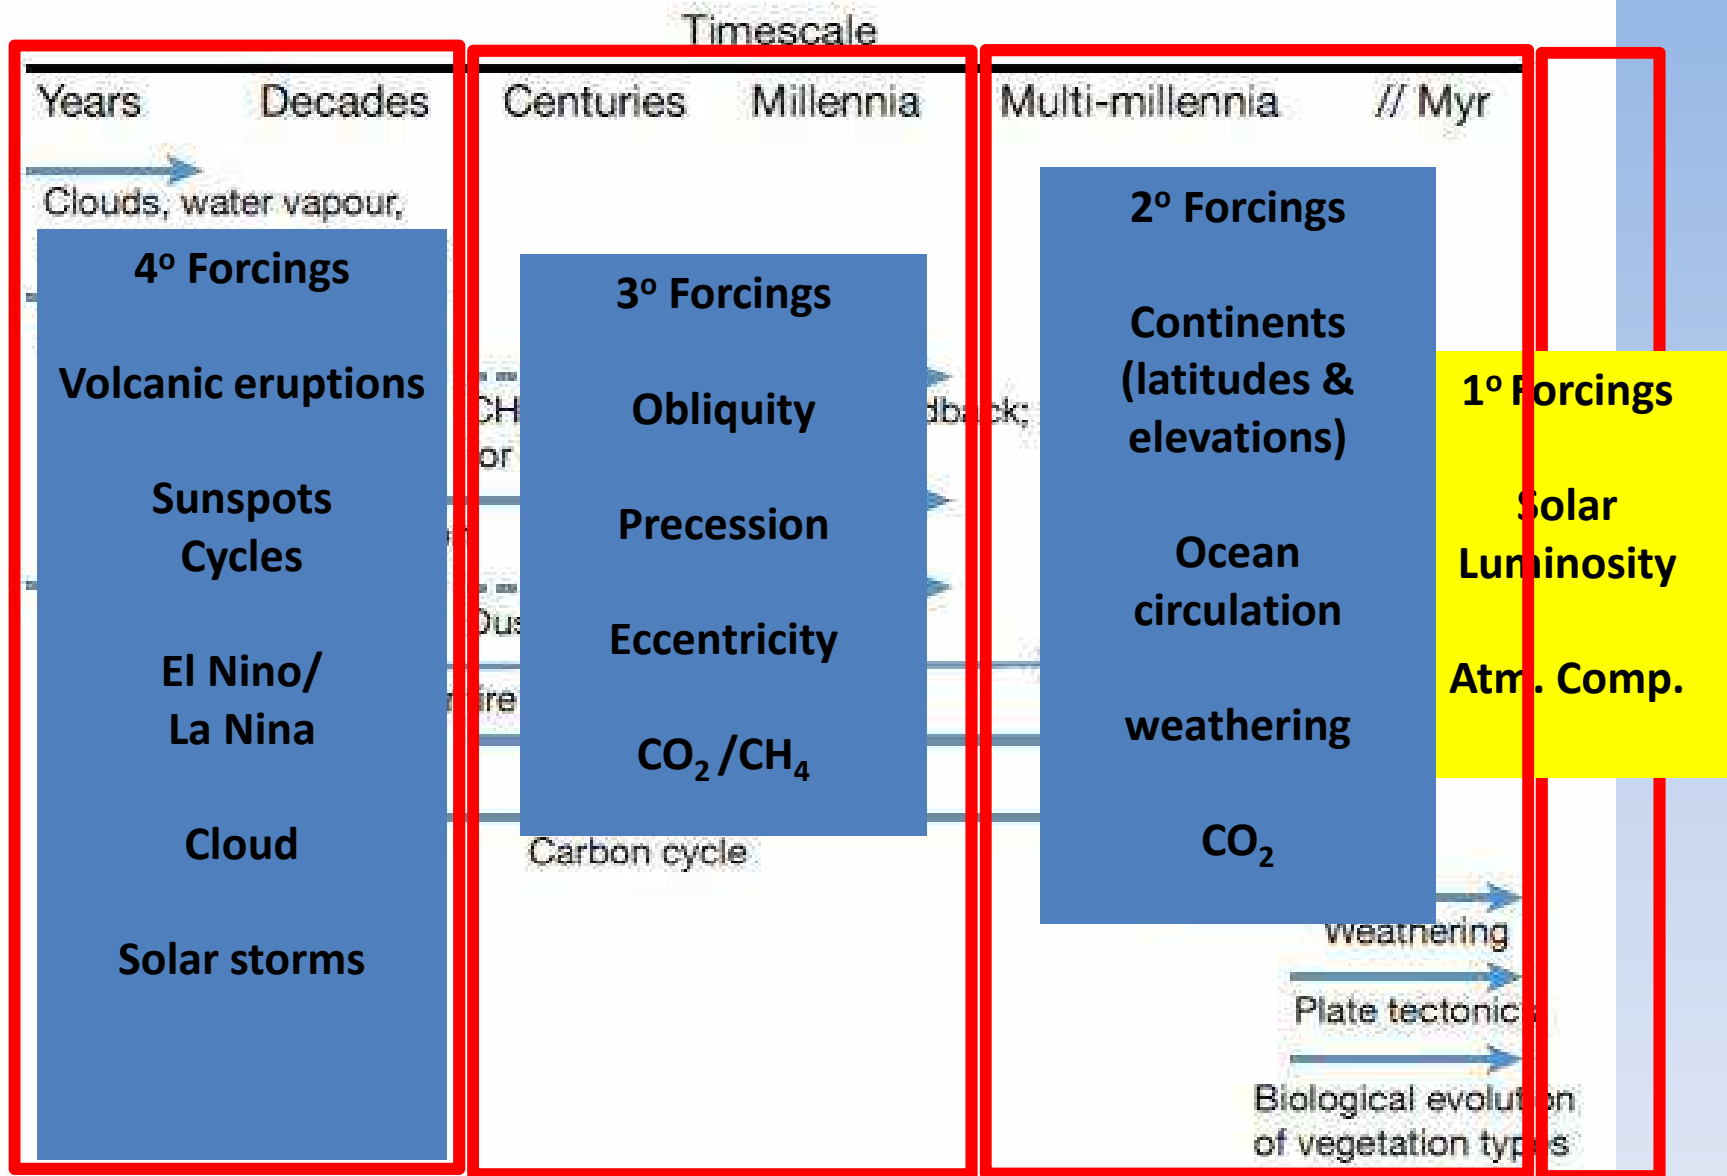 Timescale
Years Decades Centuries Millennia Multi-millennia // Myr
Clouds, water vapour,
4º Forcings
Volcanic eruptions
Sunspots
Cycles
El Nino/
La Nina
Cloud
Solar storms
3º Forcings
Obliquity
Precession
Eccentricity
CO₂ /CH₄
Carbon cycle
2º Forcings
Continents
(latitudes &
elevations)
Ocean
circulation
weathering
CO₂
1º Forcings
Solar
Luminosity
Atm. Comp.
Weathering
Plate tectonics
Biological evolution
of vegetation types